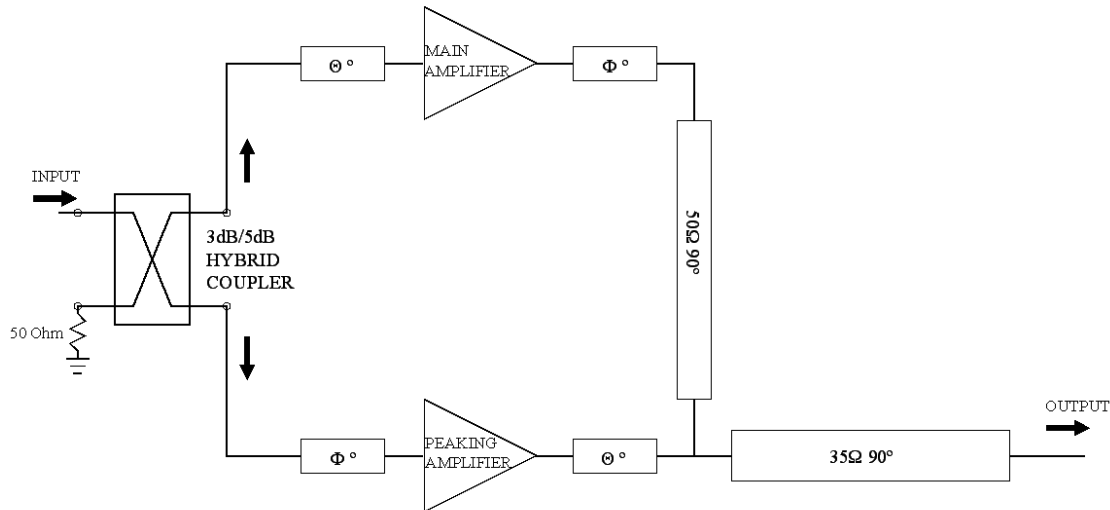 Θ °
MAIN
AMPLIFIER
Φ °
INPUT
3dB/5dB
HYBRID
COUPLER
50 Ohm
50Ω 90°
Φ °
PEAKING
AMPLIFIER
Θ °
35Ω 90°
OUTPUT